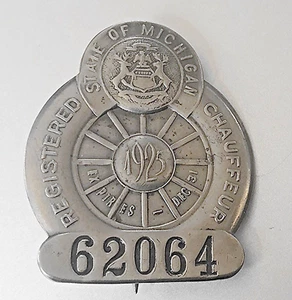 STATE OF MICHIGAN
REGISTERED CHAUFFEUR
1925
EXPIRES - DEC 31
62064